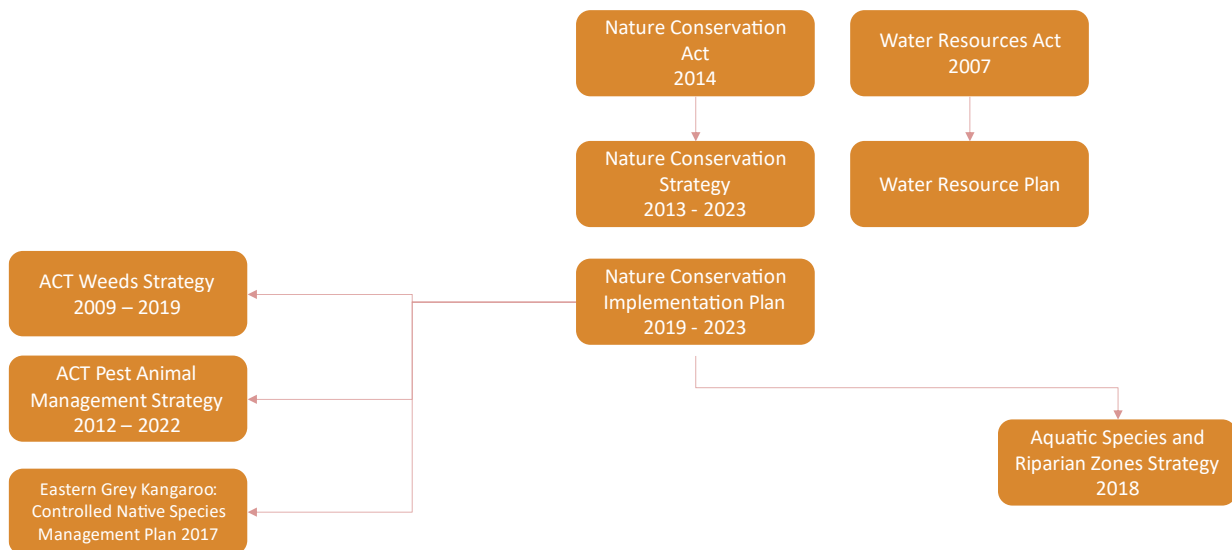 Nature Conservation
Act
2014
Water Resources Act
2007
Nature Conservation
Strategy
2013 - 2023
Water Resource Plan
ACT Weeds Strategy
2009 – 2019
Nature Conservation
Implementation Plan
2019 - 2023
ACT Pest Animal
Management Strategy
2012 – 2022
Aquatic Species and
Riparian Zones Strategy
2018
Eastern Grey Kangaroo:
Controlled Native Species
Management Plan 2017